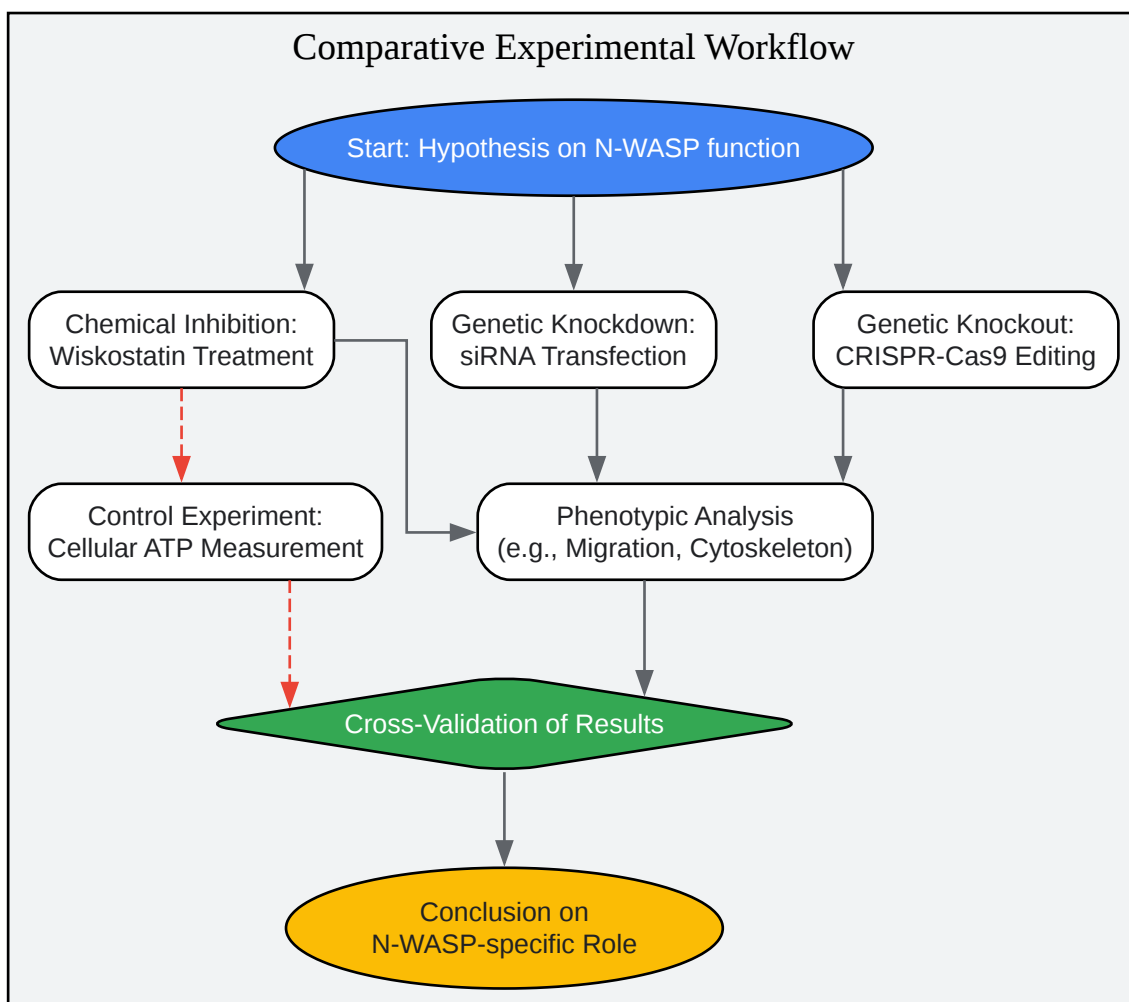 Comparative Experimental Workflow
Start: Hypothesis on N-WASP function
Chemical Inhibition:
Wiskostatin Treatment
Genetic Knockdown:
siRNA Transfection
Genetic Knockout:
CRISPR-Cas9 Editing
Control Experiment:
Cellular ATP Measurement
Phenotypic Analysis
(e.g., Migration, Cytoskeleton)
Cross-Validation of Results
Conclusion on
N-WASP-specific Role